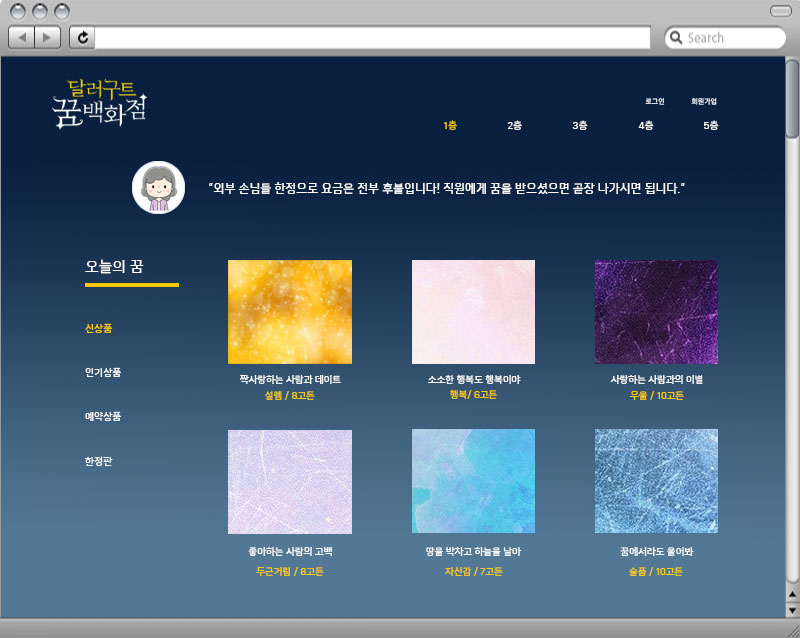 Search
달러구트
꿈백화점
로그인 회원가입
1층 2층 3층 4층 5층
"외부 손님들 한정으로 요금은 전부 후불입니다! 직원에게 꿈을 받으셨으면 곧장 나가시면 됩니다."
오늘의 꿈
신상품
인기상품
예약상품
한정판
짝사랑하는 사람과 데이트
설렘 / 8고든
소소한 행복도 행복이야
행복/ 6고든
사랑하는 사람과의 이별
우울 / 10고든
좋아하는 사람의 고백
두근거림 / 8고든
땅을 박차고 하늘을 날아
자신감 / 7고든
꿈에서라도 울어봐
슬픔 / 10고든